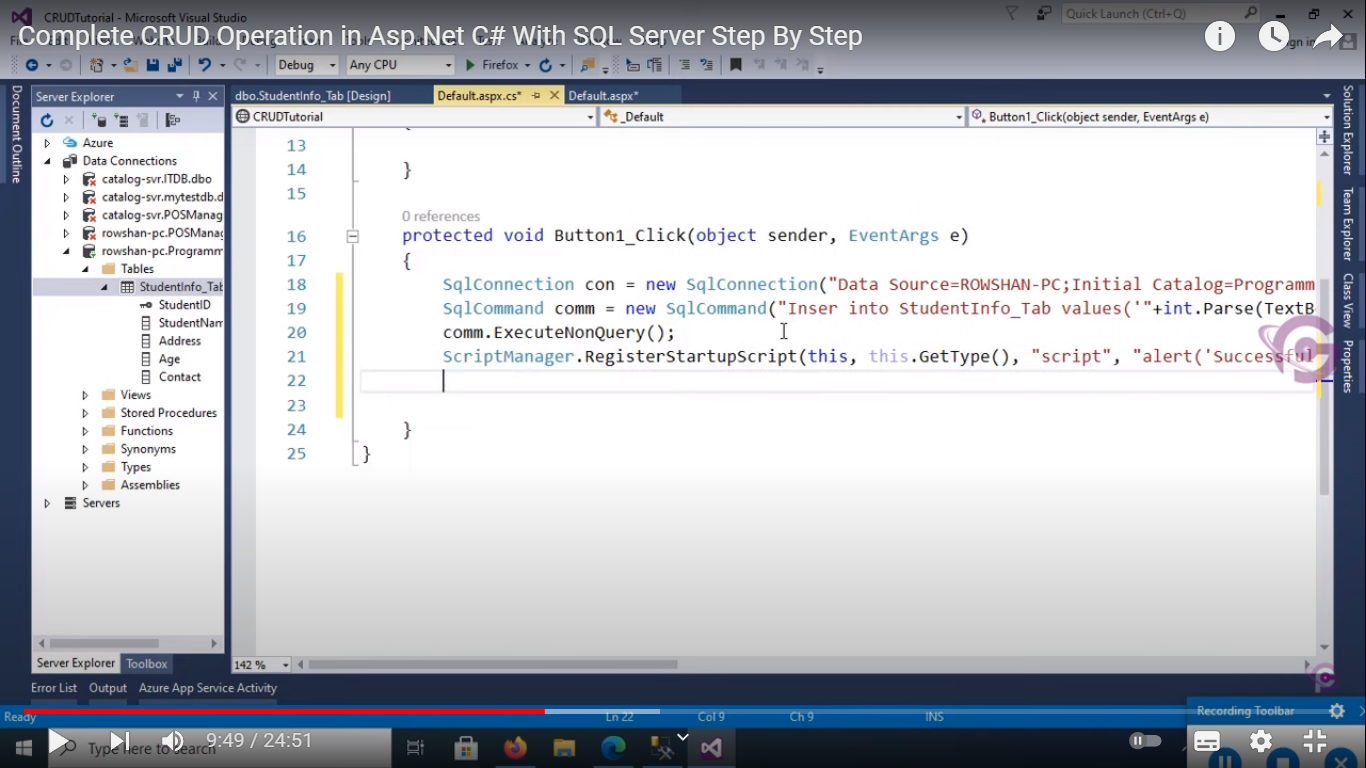 CRUDTutorial - Microsoft Visual Studio
Quick Launch (Ctrl+Q)
Complete CRUD Operation in Asp.Net C# With SQL Server Step By Step
Debug Any CPU Firefox
Document Outline
Server Explorer
dbo.StudentInfo_Tab [Design] Default.aspx.cs* Default.aspx*
CRUDTutorial _Default Button1_Click(object sender, EventArgs e)
Azure
Data Connections
catalog-svr.ITDB.dbo
catalog-svr.mytestdb.d
catalog-svr.POSManag
rowshan-pc.POSManag
rowshan-pc.Programm
Tables
StudentInfo_Tab
StudentID
StudentNam
Address
Age
Contact
Views
Stored Procedures
Functions
Synonyms
Types
Assemblies
Servers
13
14 }
15
0 references
16 protected void Button1_Click(object sender, EventArgs e)
17 {
18 SqlConnection con = new SqlConnection("Data Source=ROWSHAN-PC;Initial Catalog=Programm
19 SqlCommand comm = new SqlCommand("Inser into StudentInfo_Tab values('"+int.Parse(TextB
20 comm.ExecuteNonQuery();
21 ScriptManager.RegisterStartupScript(this, this.GetType(), "script", "alert('Successful
22
23
24 }
25 }
Solution Explorer
Team Explorer
Class View
Properties
Server Explorer Toolbox
142 %
Error List Output Azure App Service Activity
Ready Ln 22 Col 9 Ch 9 INS
Recording Toolbar
Type here to search
9:49 / 24:51